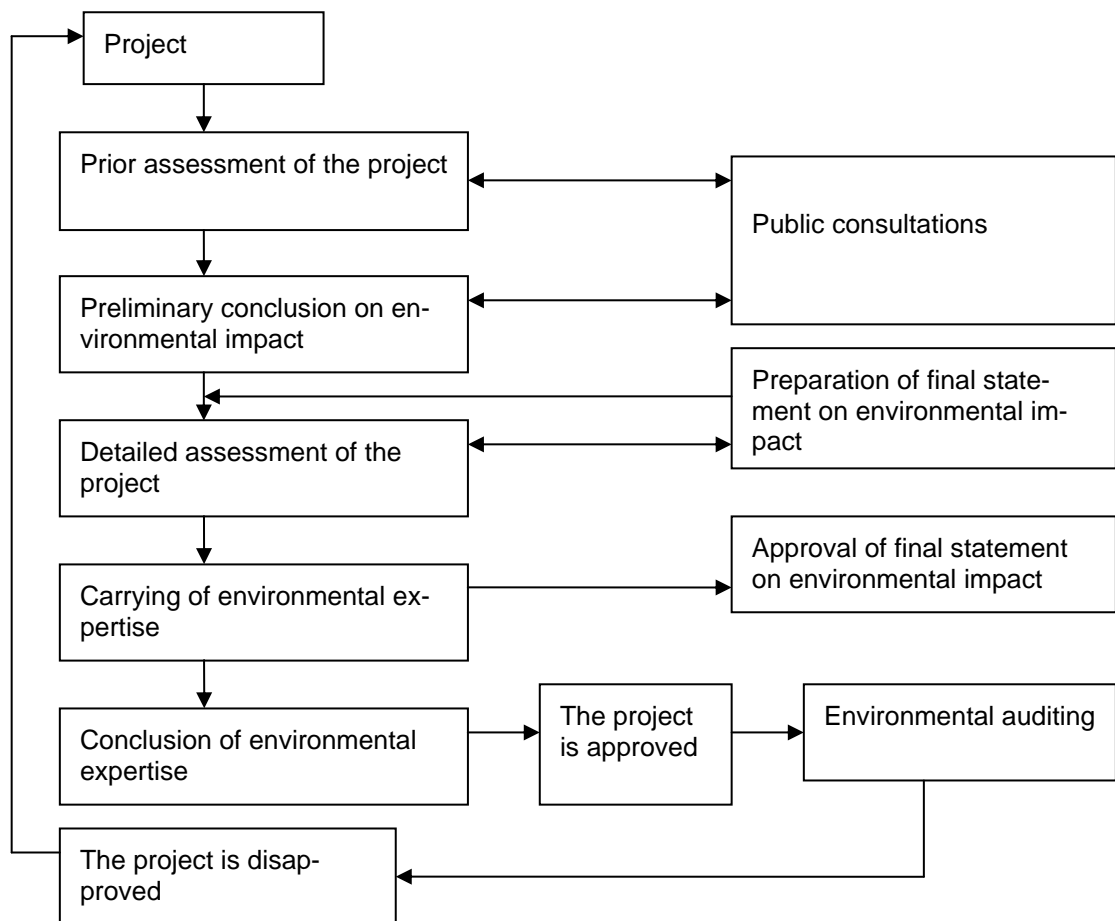 Project
Prior assessment of the project
Public consultations
Preliminary conclusion on en-
vironmental impact
Preparation of final state-
ment on environmental im-
pact
Detailed assessment of the
project
Approval of final statement
on environmental impact
Carrying of environmental ex-
pertise
Conclusion of environmental
expertise
The project
is approved
Environmental auditing
The project is disap-
proved